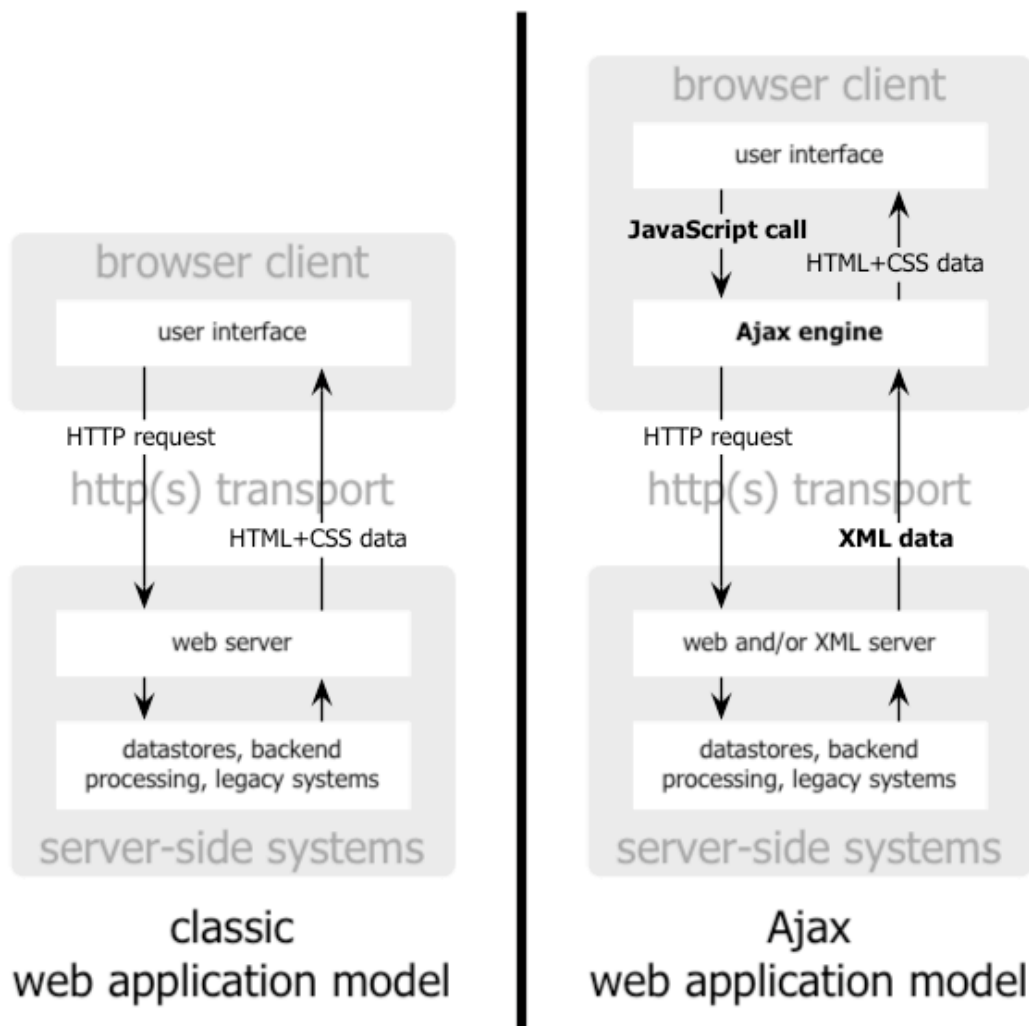 browser client
user interface
HTTP request
http(s) transport
HTML+CSS data
web server
datastores, backend
processing, legacy systems
server-side systems
classic
web application model
browser client
user interface
JavaScript call
HTML+CSS data
Ajax engine
HTTP request
http(s) transport
XML data
web and/or XML server
datastores, backend
processing, legacy systems
server-side systems
Ajax
web application model